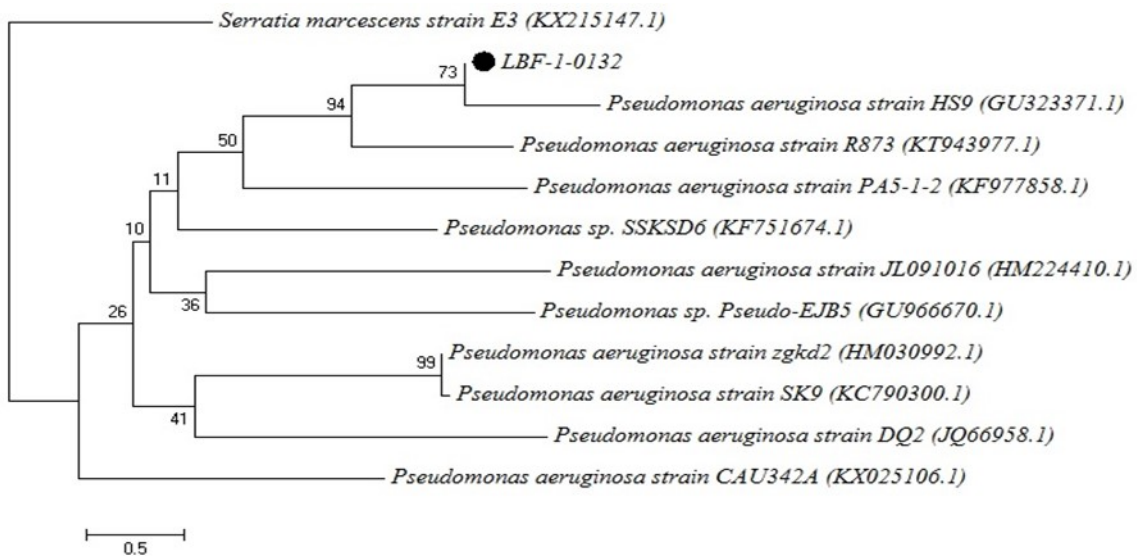 Serratia marcescens strain E3 (KX215147.1)
73 LBF-1-0132
94 Pseudomonas aeruginosa strain HS9 (GU323371.1)
50 Pseudomonas aeruginosa strain R873 (KT943977.1)
11 Pseudomonas aeruginosa strain PA5-1-2 (KF977858.1)
10 Pseudomonas sp. SSKSD6 (KF751674.1)
Pseudomonas aeruginosa strain JL091016 (HM224410.1)
26 36 Pseudomonas sp. Pseudo-EJB5 (GU966670.1)
99 Pseudomonas aeruginosa strain zgkd2 (HM030992.1)
Pseudomonas aeruginosa strain SK9 (KC790300.1)
41 Pseudomonas aeruginosa strain DQ2 (JQ66958.1)
Pseudomonas aeruginosa strain CAU342A (KX025106.1)
0.5